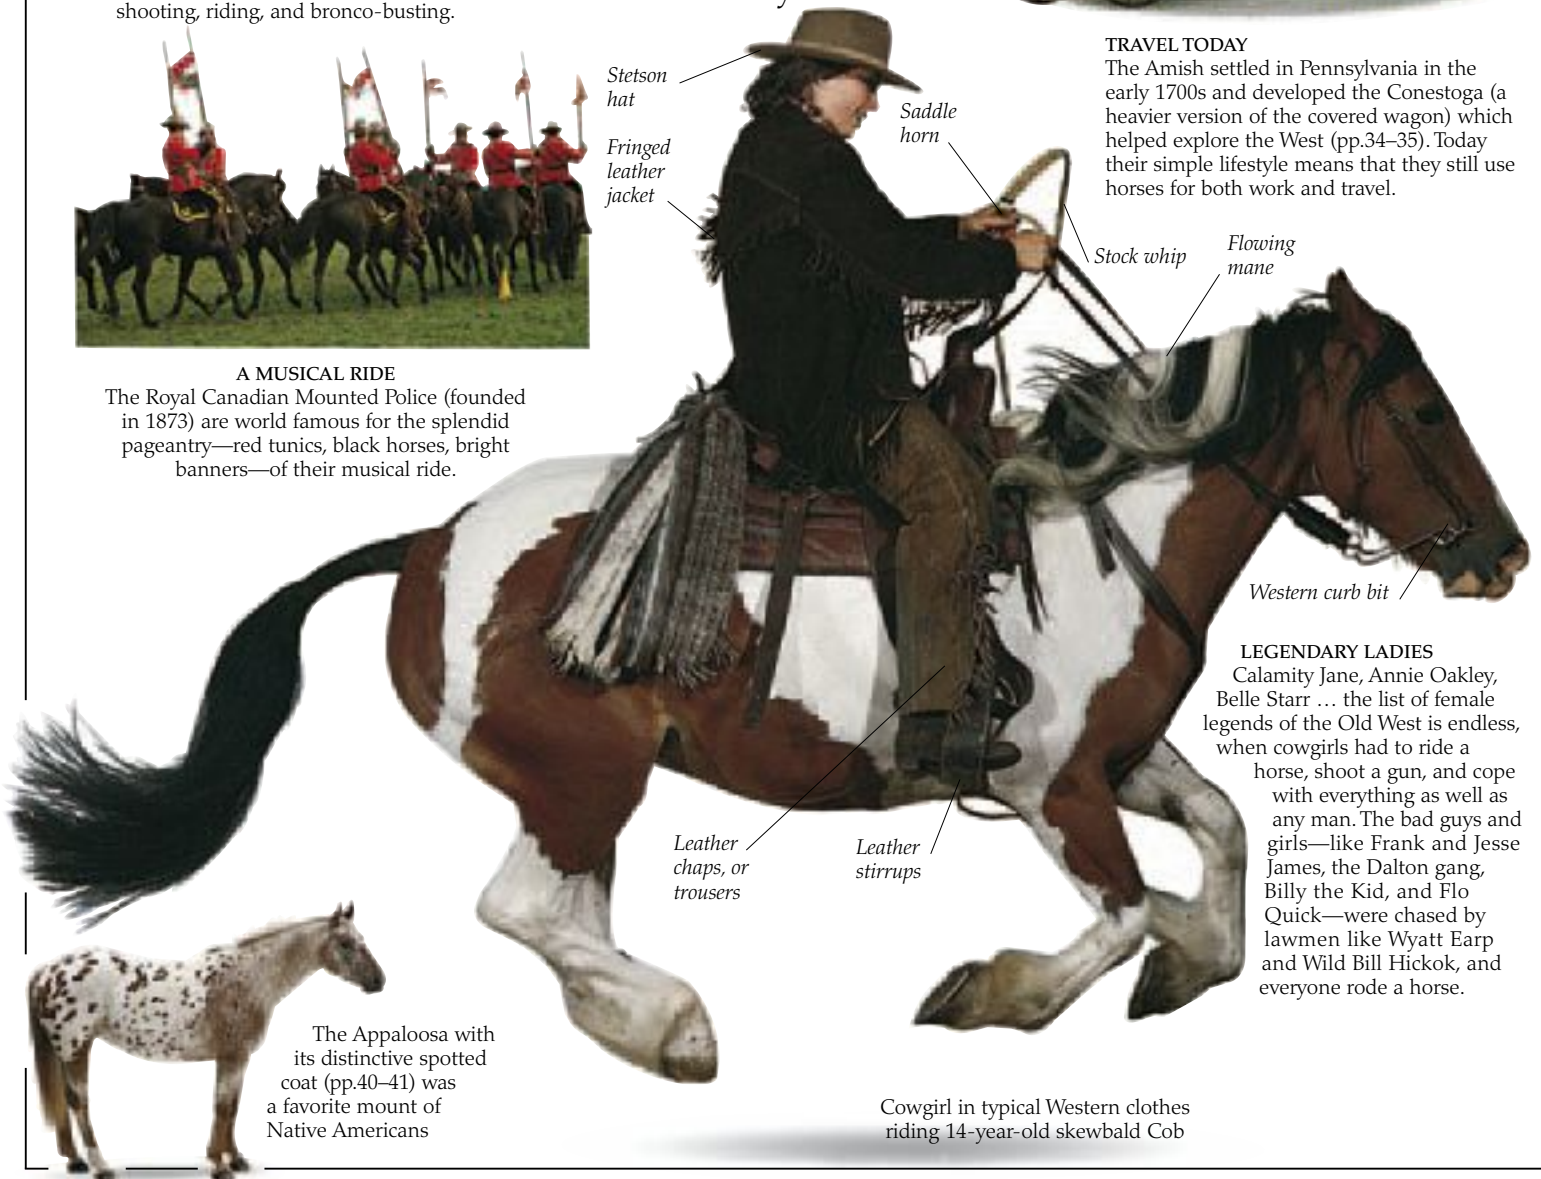 shooting, riding, and bronco-busting.
A MUSICAL RIDE
The Royal Canadian Mounted Police (founded
in 1873) are world famous for the splendid
pageantry—red tunics, black horses, bright
banners—of their musical ride.
Stetson
hat
Fringed
leather
jacket
Saddle
horn
TRAVEL TODAY
The Amish settled in Pennsylvania in the
early 1700s and developed the Conestoga (a
heavier version of the covered wagon) which
helped explore the West (pp.34–35). Today
their simple lifestyle means that they still use
horses for both work and travel.
Stock whip
Flowing
mane
Western curb bit
LEGENDARY LADIES
Calamity Jane, Annie Oakley,
Belle Starr … the list of female
legends of the Old West is endless,
when cowgirls had to ride a
horse, shoot a gun, and cope
with everything as well as
any man. The bad guys and
girls—like Frank and Jesse
James, the Dalton gang,
Billy the Kid, and Flo
Quick—were chased by
lawmen like Wyatt Earp
and Wild Bill Hickok, and
everyone rode a horse.
Leather
chaps, or
trousers
Leather
stirrups
The Appaloosa with
its distinctive spotted
coat (pp.40–41) was
a favorite mount of
Native Americans
Cowgirl in typical Western clothes
riding 14-year-old skewbald Cob